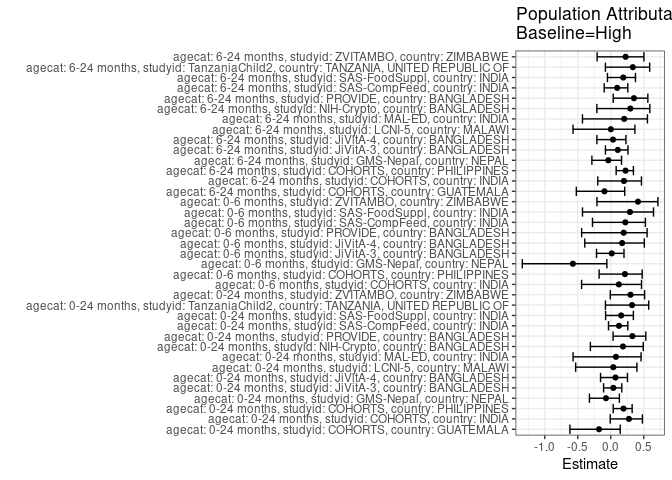 Population Attributa
Baseline=High
agecat: 6-24 months, studyid: ZVITAMBO, country: ZIMBABWE
agecat: 6-24 months, studyid: TanzaniaChild2, country: TANZANIA, UNITED REPUBLIC OF
agecat: 6-24 months, studyid: SAS-FoodSuppl, country: INDIA
agecat: 6-24 months, studyid: SAS-CompFeed, country: INDIA
agecat: 6-24 months, studyid: PROVIDE, country: BANGLADESH
agecat: 6-24 months, studyid: NIH-Crypto, country: BANGLADESH
agecat: 6-24 months, studyid: MAL-ED, country: INDIA
agecat: 6-24 months, studyid: LCNI-5, country: MALAWI
agecat: 6-24 months, studyid: JiVitA-4, country: BANGLADESH
agecat: 6-24 months, studyid: JiVitA-3, country: BANGLADESH
agecat: 6-24 months, studyid: GMS-Nepal, country: NEPAL
agecat: 6-24 months, studyid: COHORTS, country: PHILIPPINES
agecat: 6-24 months, studyid: COHORTS, country: INDIA
agecat: 6-24 months, studyid: COHORTS, country: GUATEMALA
agecat: 0-6 months, studyid: ZVITAMBO, country: ZIMBABWE
agecat: 0-6 months, studyid: SAS-FoodSuppl, country: INDIA
agecat: 0-6 months, studyid: SAS-CompFeed, country: INDIA
agecat: 0-6 months, studyid: PROVIDE, country: BANGLADESH
agecat: 0-6 months, studyid: JiVitA-4, country: BANGLADESH
agecat: 0-6 months, studyid: JiVitA-3, country: BANGLADESH
agecat: 0-6 months, studyid: GMS-Nepal, country: NEPAL
agecat: 0-6 months, studyid: COHORTS, country: PHILIPPINES
agecat: 0-6 months, studyid: COHORTS, country: INDIA
agecat: 0-24 months, studyid: ZVITAMBO, country: ZIMBABWE
agecat: 0-24 months, studyid: TanzaniaChild2, country: TANZANIA, UNITED REPUBLIC OF
agecat: 0-24 months, studyid: SAS-FoodSuppl, country: INDIA
agecat: 0-24 months, studyid: SAS-CompFeed, country: INDIA
agecat: 0-24 months, studyid: PROVIDE, country: BANGLADESH
agecat: 0-24 months, studyid: NIH-Crypto, country: BANGLADESH
agecat: 0-24 months, studyid: MAL-ED, country: INDIA
agecat: 0-24 months, studyid: LCNI-5, country: MALAWI
agecat: 0-24 months, studyid: JiVitA-4, country: BANGLADESH
agecat: 0-24 months, studyid: JiVitA-3, country: BANGLADESH
agecat: 0-24 months, studyid: GMS-Nepal, country: NEPAL
agecat: 0-24 months, studyid: COHORTS, country: PHILIPPINES
agecat: 0-24 months, studyid: COHORTS, country: INDIA
agecat: 0-24 months, studyid: COHORTS, country: GUATEMALA
-1.0 -0.5 0.0 0.5
Estimate